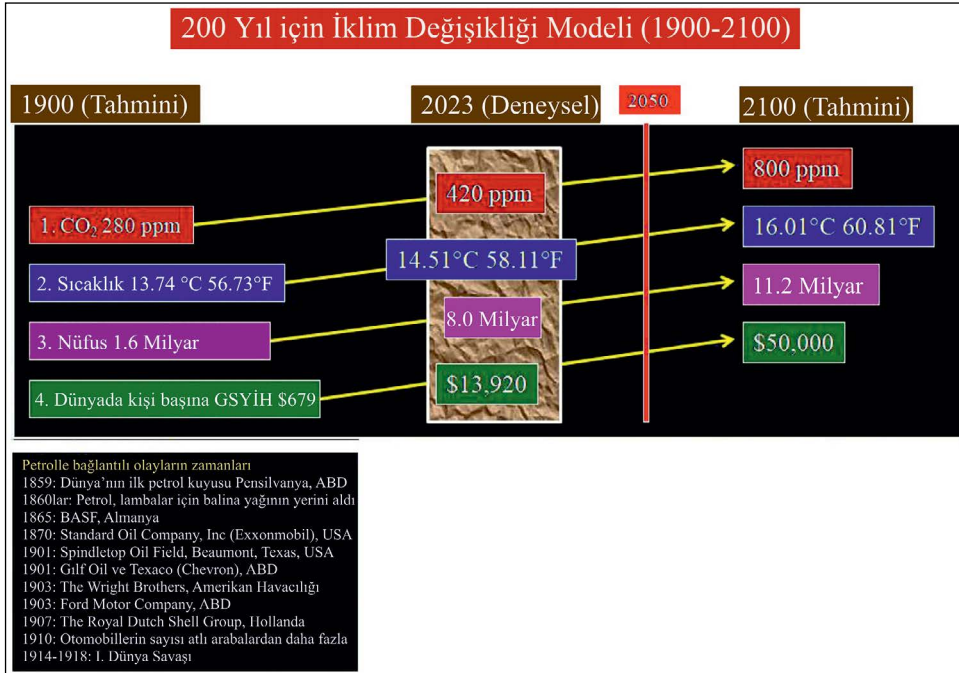 200 Yıl için İklim Değişikliği Modeli (1900-2100)
1900 (Tahmini)
2023 (Deneysel)
2050
2100 (Tahmini)
1. CO₂ 280 ppm
420 ppm
800 ppm
2. Sıcaklık 13.74 °C 56.73°F
14.51°C 58.11°F
16.01°C 60.81°F
3. Nüfus 1.6 Milyar
8.0 Milyar
11.2 Milyar
4. Dünyada kişi başına GSYİH $679
$13,920
$50,000
Petrolle bağlantılı olayların zamanları
1859: Dünya’nın ilk petrol kuyusu Pensilvanya, ABD
1860lar: Petrol, lambalar için balina yağının yerini aldı
1865: BASF, Almanya
1870: Standard Oil Company, Inc (Exxonmobil), USA
1901: Spindletop Oil Field, Beaumont, Texas, USA
1901: Gılf Oil ve Texaco (Chevron), ABD
1903: The Wright Brothers, Amerikan Havacılığı
1903: Ford Motor Company, ABD
1907: The Royal Dutch Shell Group, Hollanda
1910: Otomobillerin sayısı atlı arabalardan daha fazla
1914-1918: I. Dünya Savaşı